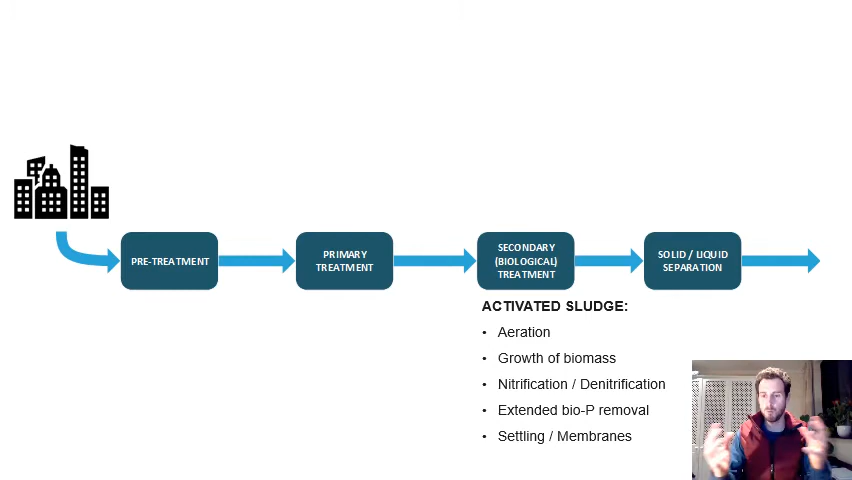 PRE-TREATMENT
PRIMARY
TREATMENT
SECONDARY
(BIOLOGICAL)
TREATMENT
SOLID / LIQUID
SEPARATION
ACTIVATED SLUDGE:
• Aeration
• Growth of biomass
• Nitrification / Denitrification
• Extended bio-P removal
• Settling / Membranes